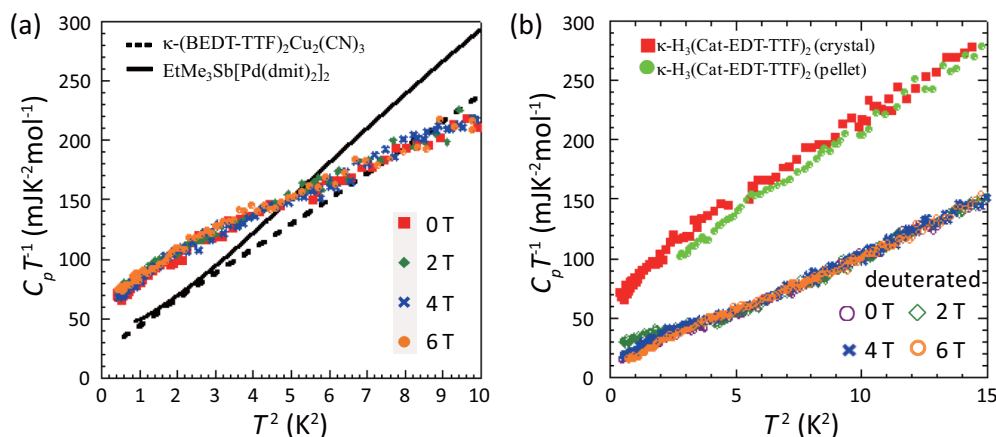 (a)
κ-(BEDT-TTF)2Cu2(CN)3
EtMe3Sb[Pd(dmit)2]2
300
250
200
150
100
50
0
CpT-1 (mJK-2mol-1)
0 T
2 T
4 T
6 T
0 1 2 3 4 5 6 7 8 9 10
T2 (K2)
(b)
κ-H3(Cat-EDT-TTF)2 (crystal)
κ-H3(Cat-EDT-TTF)2 (pellet)
300
250
200
150
100
50
0
CpT-1 (mJK-2mol-1)
deuterated
0 T 2 T
4 T 6 T
0 5 10 15
T2 (K2)